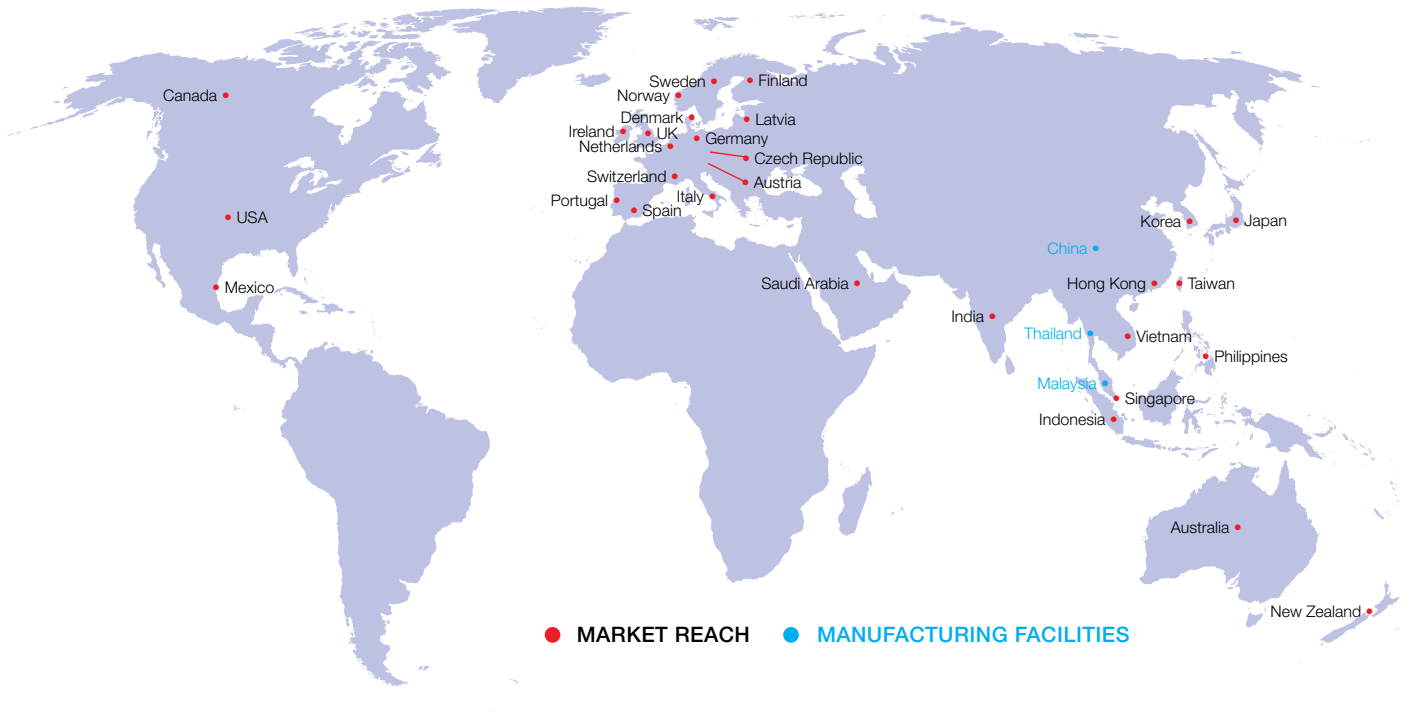 Canada
USA
Mexico
Sweden
Finland
Norway
Denmark
Latvia
Ireland
UK
Germany
Netherlands
Czech Republic
Switzerland
Austria
Italy
Portugal
Spain
Saudi Arabia
India
Korea
Japan
China
Hong Kong
Taiwan
Thailand
Vietnam
Philippines
Malaysia
Singapore
Indonesia
Australia
New Zealand
MARKET REACH
MANUFACTURING FACILITIES